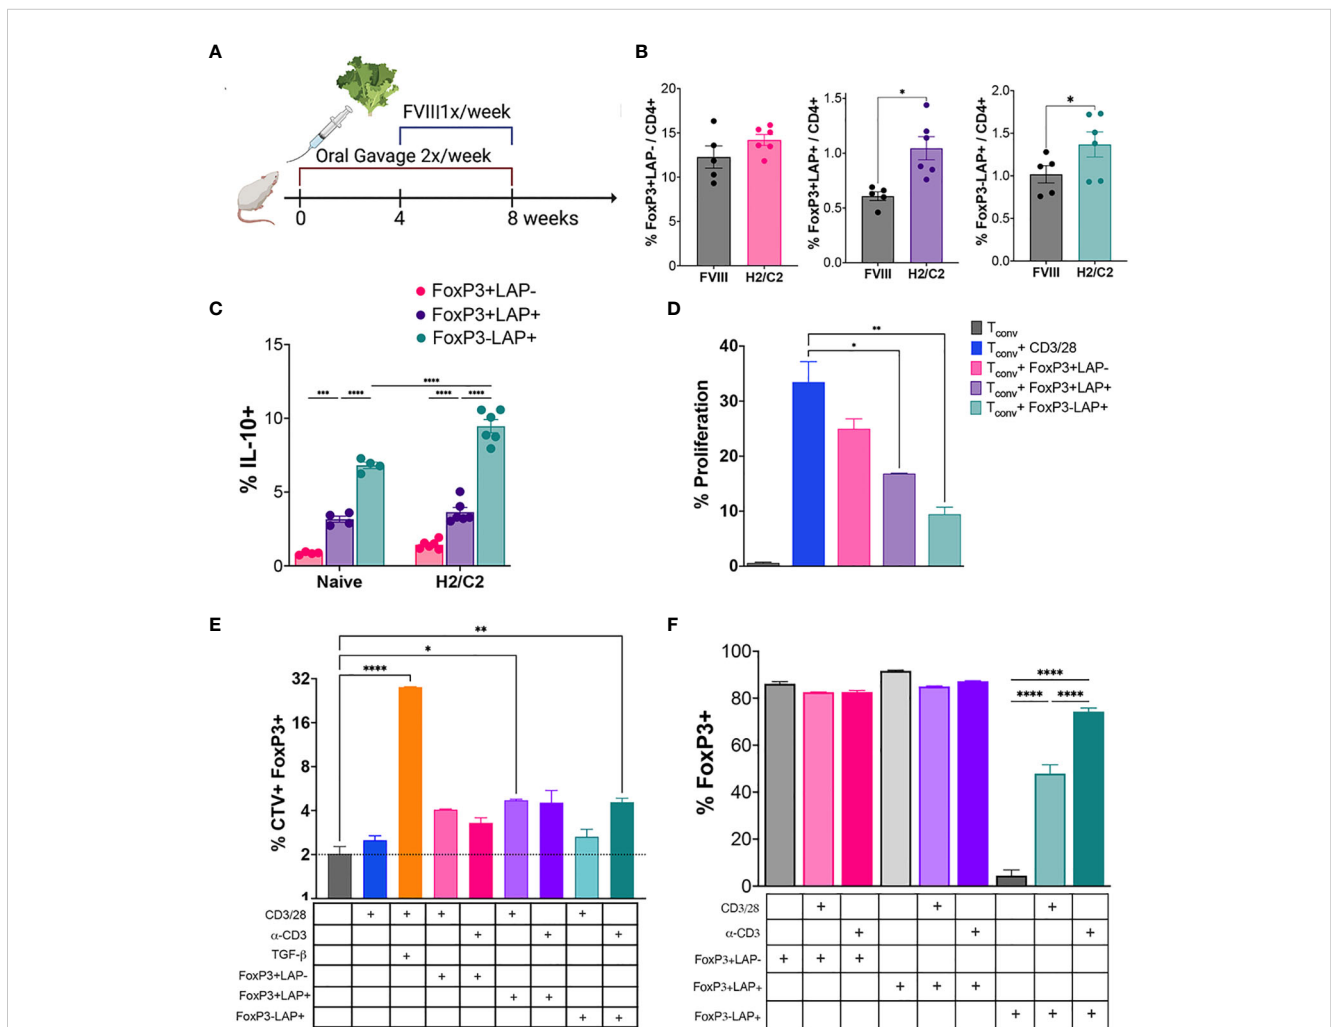 A
FVIII1x/week
Oral Gavage 2x/week
0 4 8 weeks
B
% FoxP3+LAP- / CD4+
20
15
10
5
0
FVIII H2/C2
% FoxP3+LAP+ / CD4+
1.5
1.0
0.5
0.0
*
FVIII H2/C2
% FoxP3-LAP+ / CD4+
2.0
1.5
1.0
0.5
0.0
*
FVIII H2/C2
C
FoxP3+LAP-
FoxP3+LAP+
FoxP3-LAP+
% IL-10+
15
10
5
0
****
*** **** **** ****
Naive H2/C2
D
% Proliferation
40
30
20
10
0
**
*
Tconv
Tconv+ CD3/28
Tconv+ FoxP3+LAP-
Tconv+ FoxP3+LAP+
Tconv+ FoxP3-LAP+
E
% CTV+ FoxP3+
32
16
8
4
2
1
**
*
****
CD3/28 + + + + +
α-CD3 + + +
TGF-β +
FoxP3+LAP- + +
FoxP3+LAP+ + +
FoxP3-LAP+ + +
F
% FoxP3+
100
80
60
40
20
0
****
**** ****
CD3/28 + + +
α-CD3 + + +
FoxP3+LAP- + + +
FoxP3+LAP+ + + +
FoxP3-LAP+ + + +